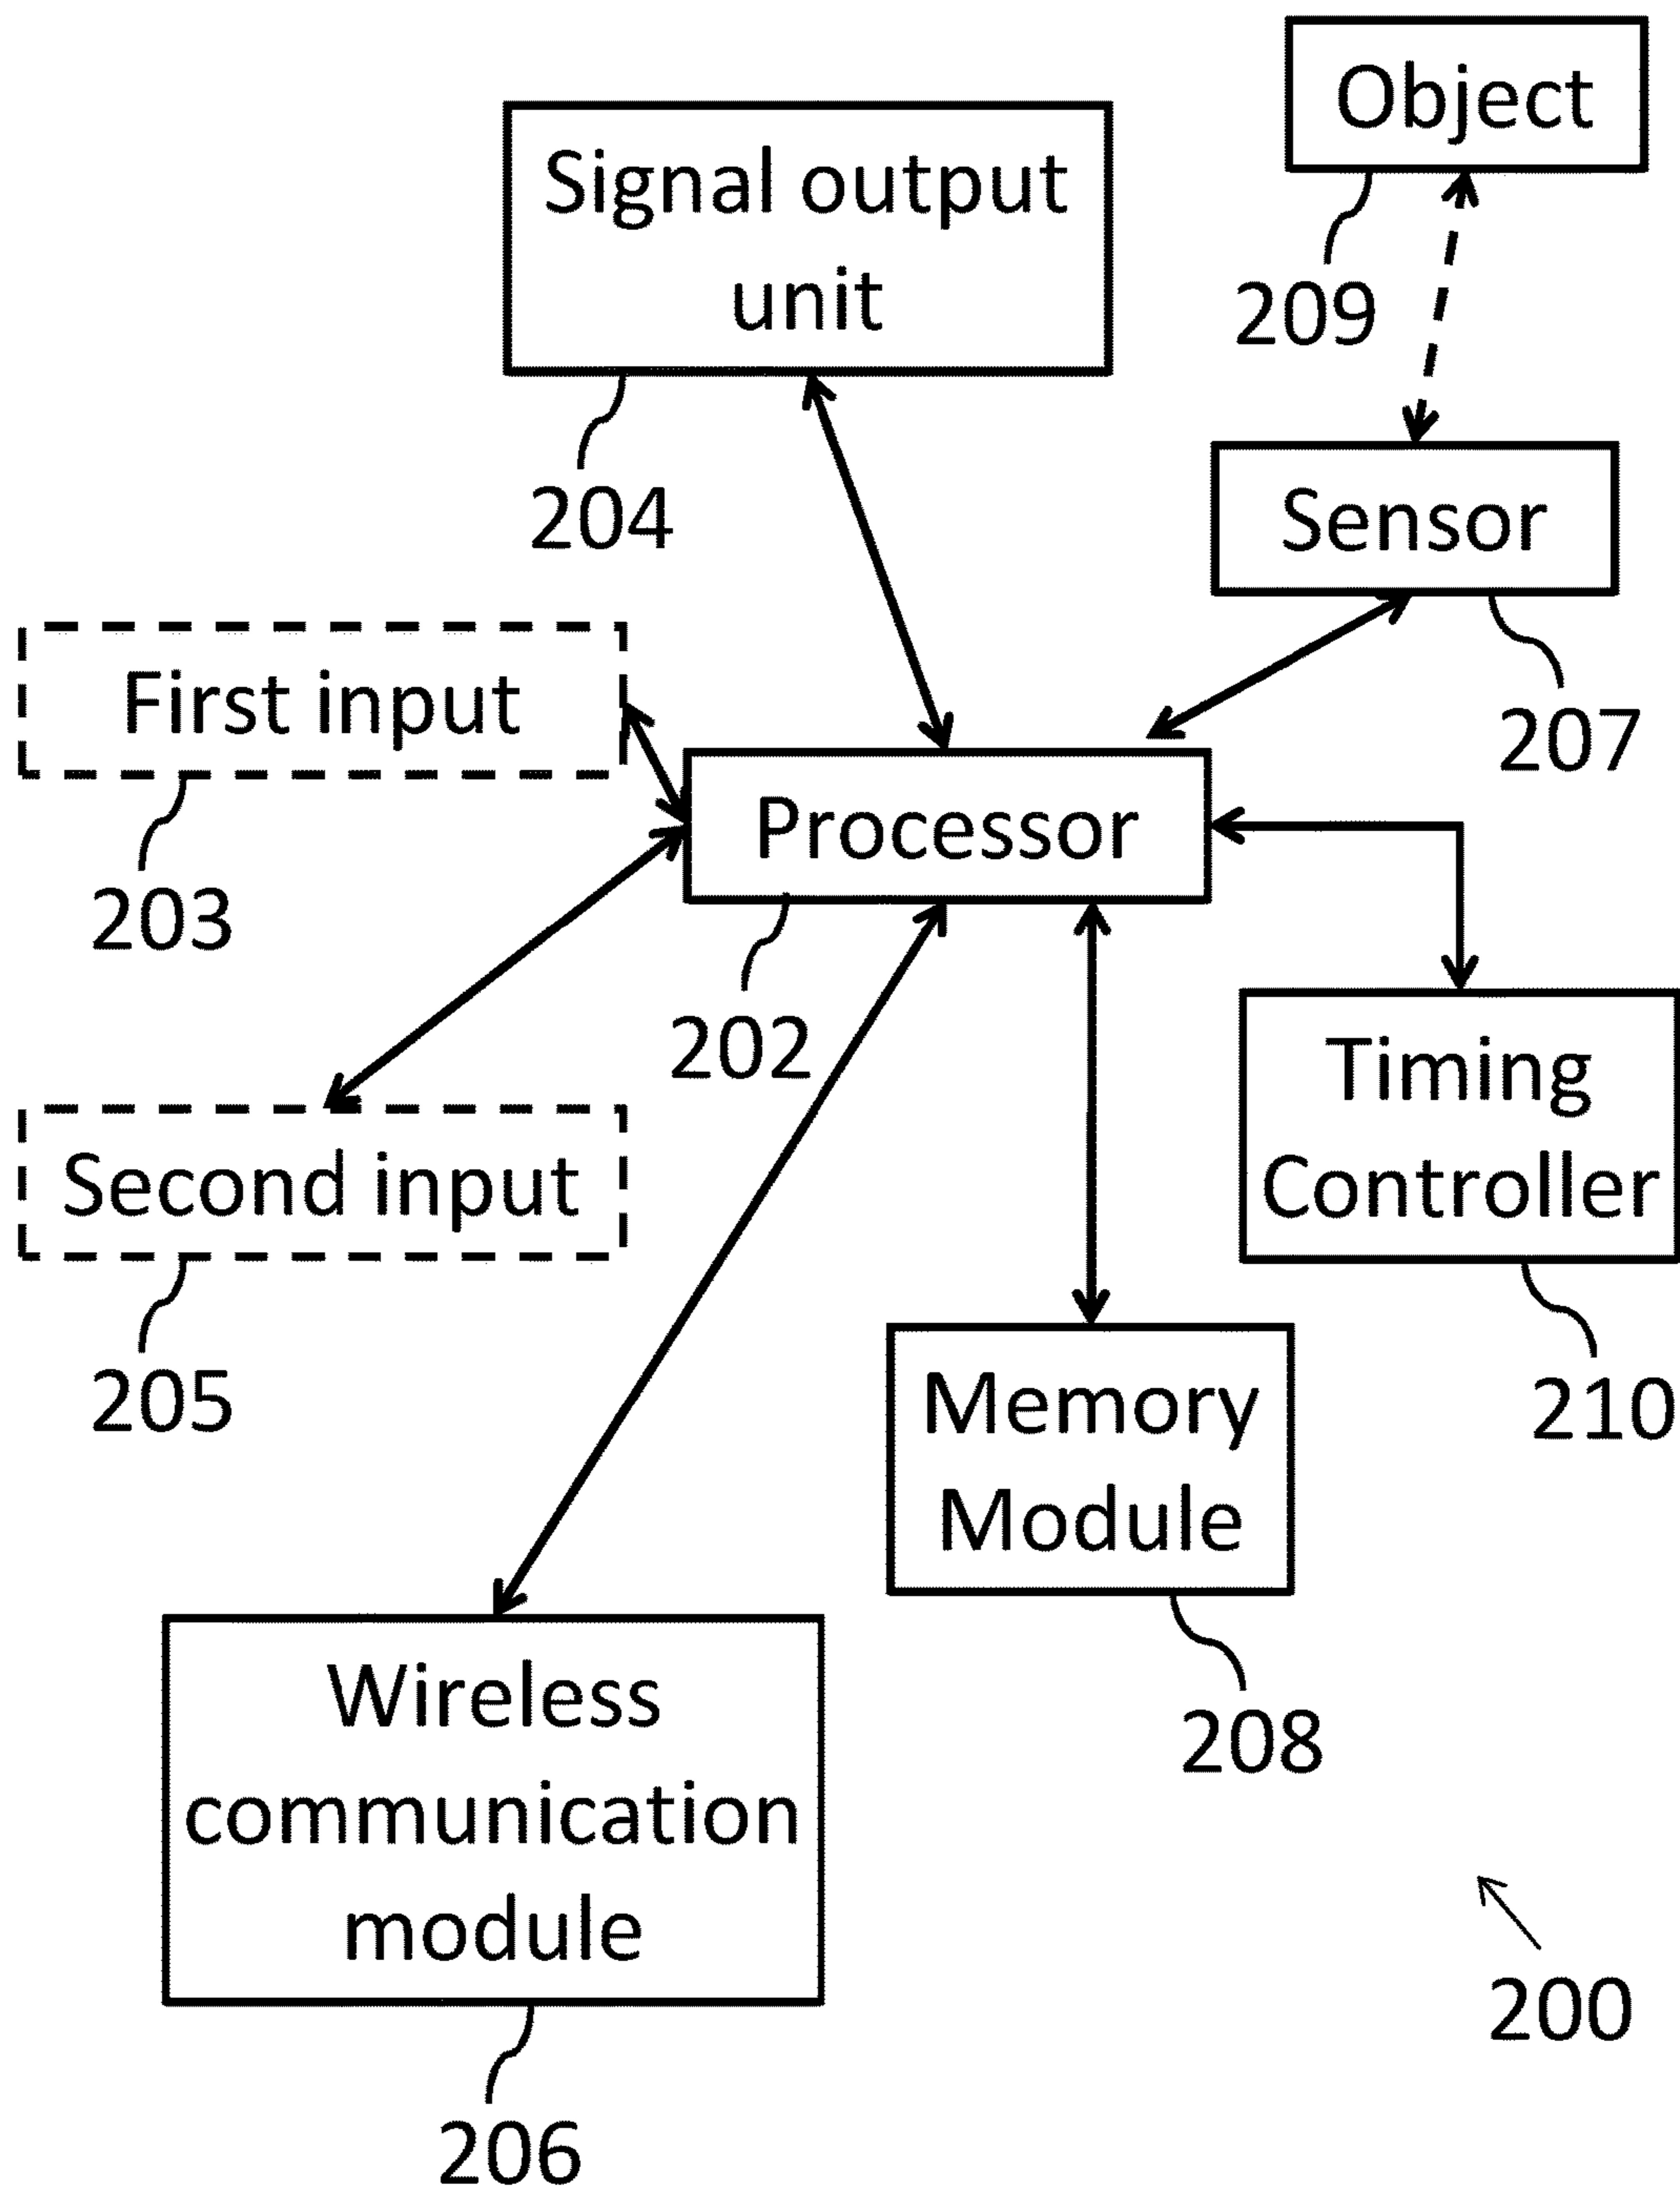 Object
209
Signal output
unit
204
Sensor
207
First input
203
Processor
202
Second input
205
Timing
Controller
210
Memory
Module
208
Wireless
communication
module
206
200